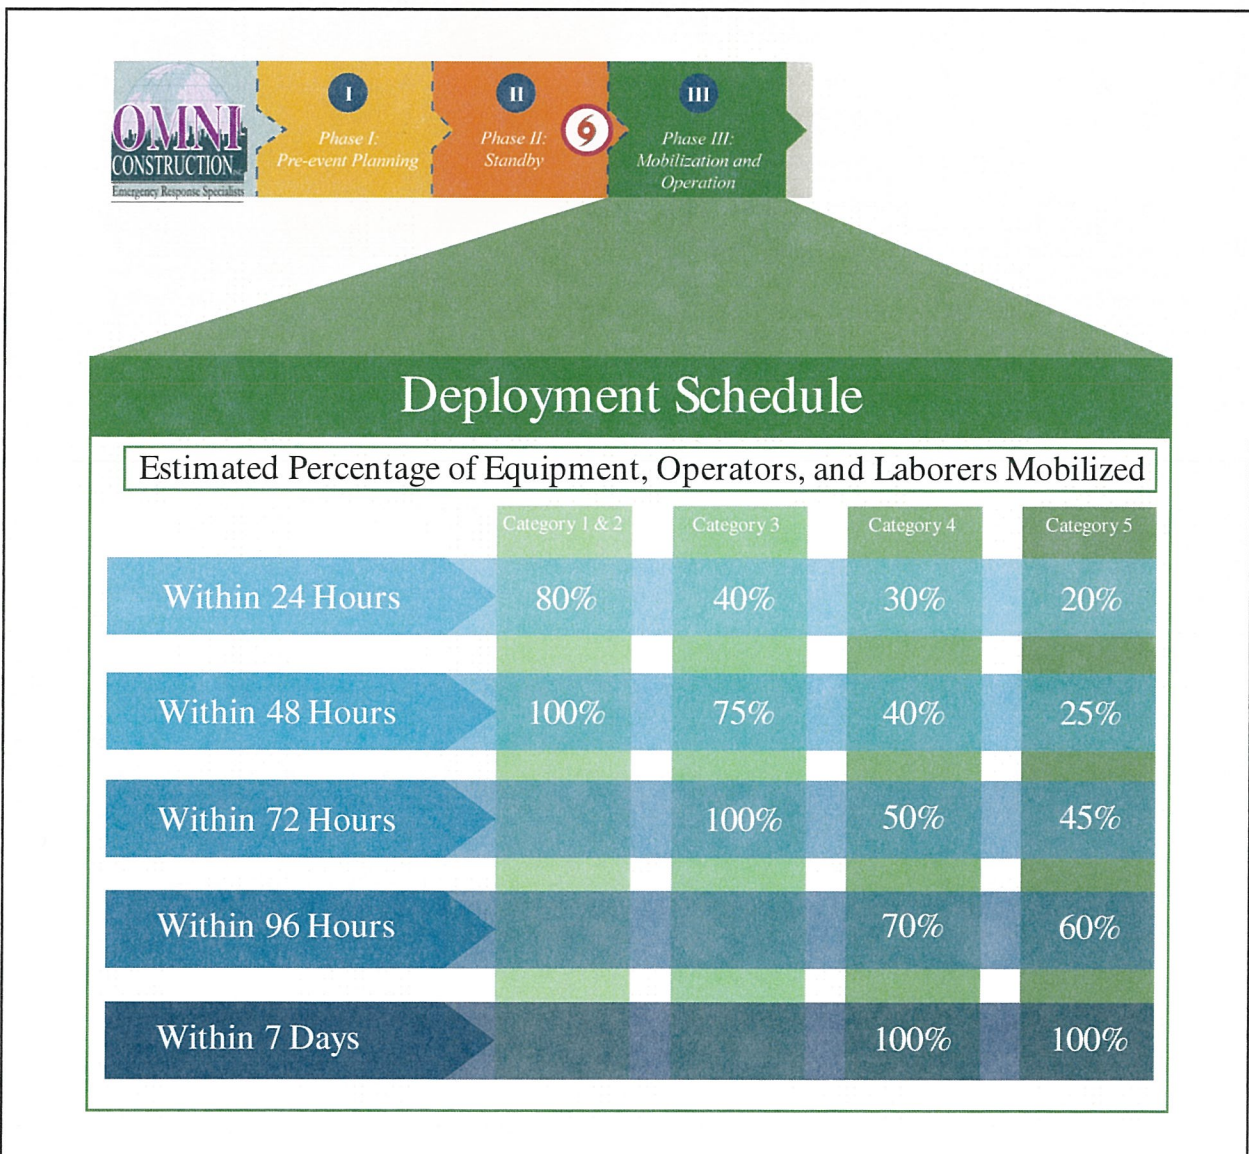 OMNI
CONSTRUCTION
Emergency Response Specialists
I
Phase I:
Pre-event Planning
II
Phase II:
Standby
III
Phase III:
Mobilization and
Operation
Deployment Schedule
Estimated Percentage of Equipment, Operators, and Laborers Mobilized
Category 1 & 2 Category 3 Category 4 Category 5
Within 24 Hours 80% 40% 30% 20%
Within 48 Hours 100% 75% 40% 25%
Within 72 Hours 100% 50% 45%
Within 96 Hours 70% 60%
Within 7 Days 100% 100%